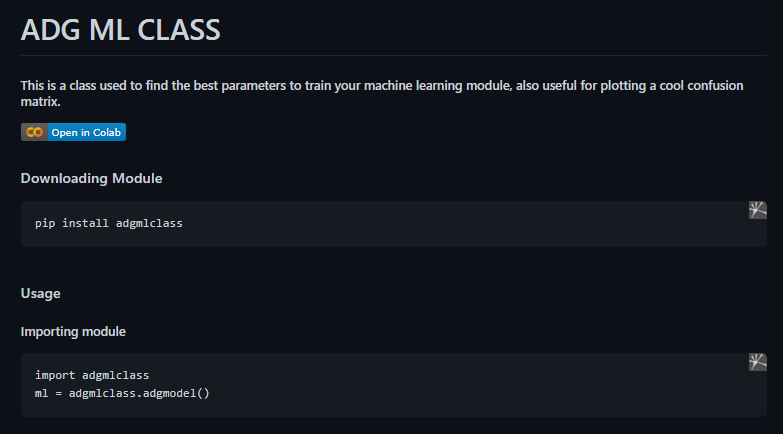 ADG ML CLASS
This is a class used to find the best parameters to train your machine learning module, also useful for plotting a cool confusion
matrix.
Open in Colab
Downloading Module
pip install adgmlclass
Usage
Importing module
import adgmlclass
ml = adgmlclass.adgmodel()